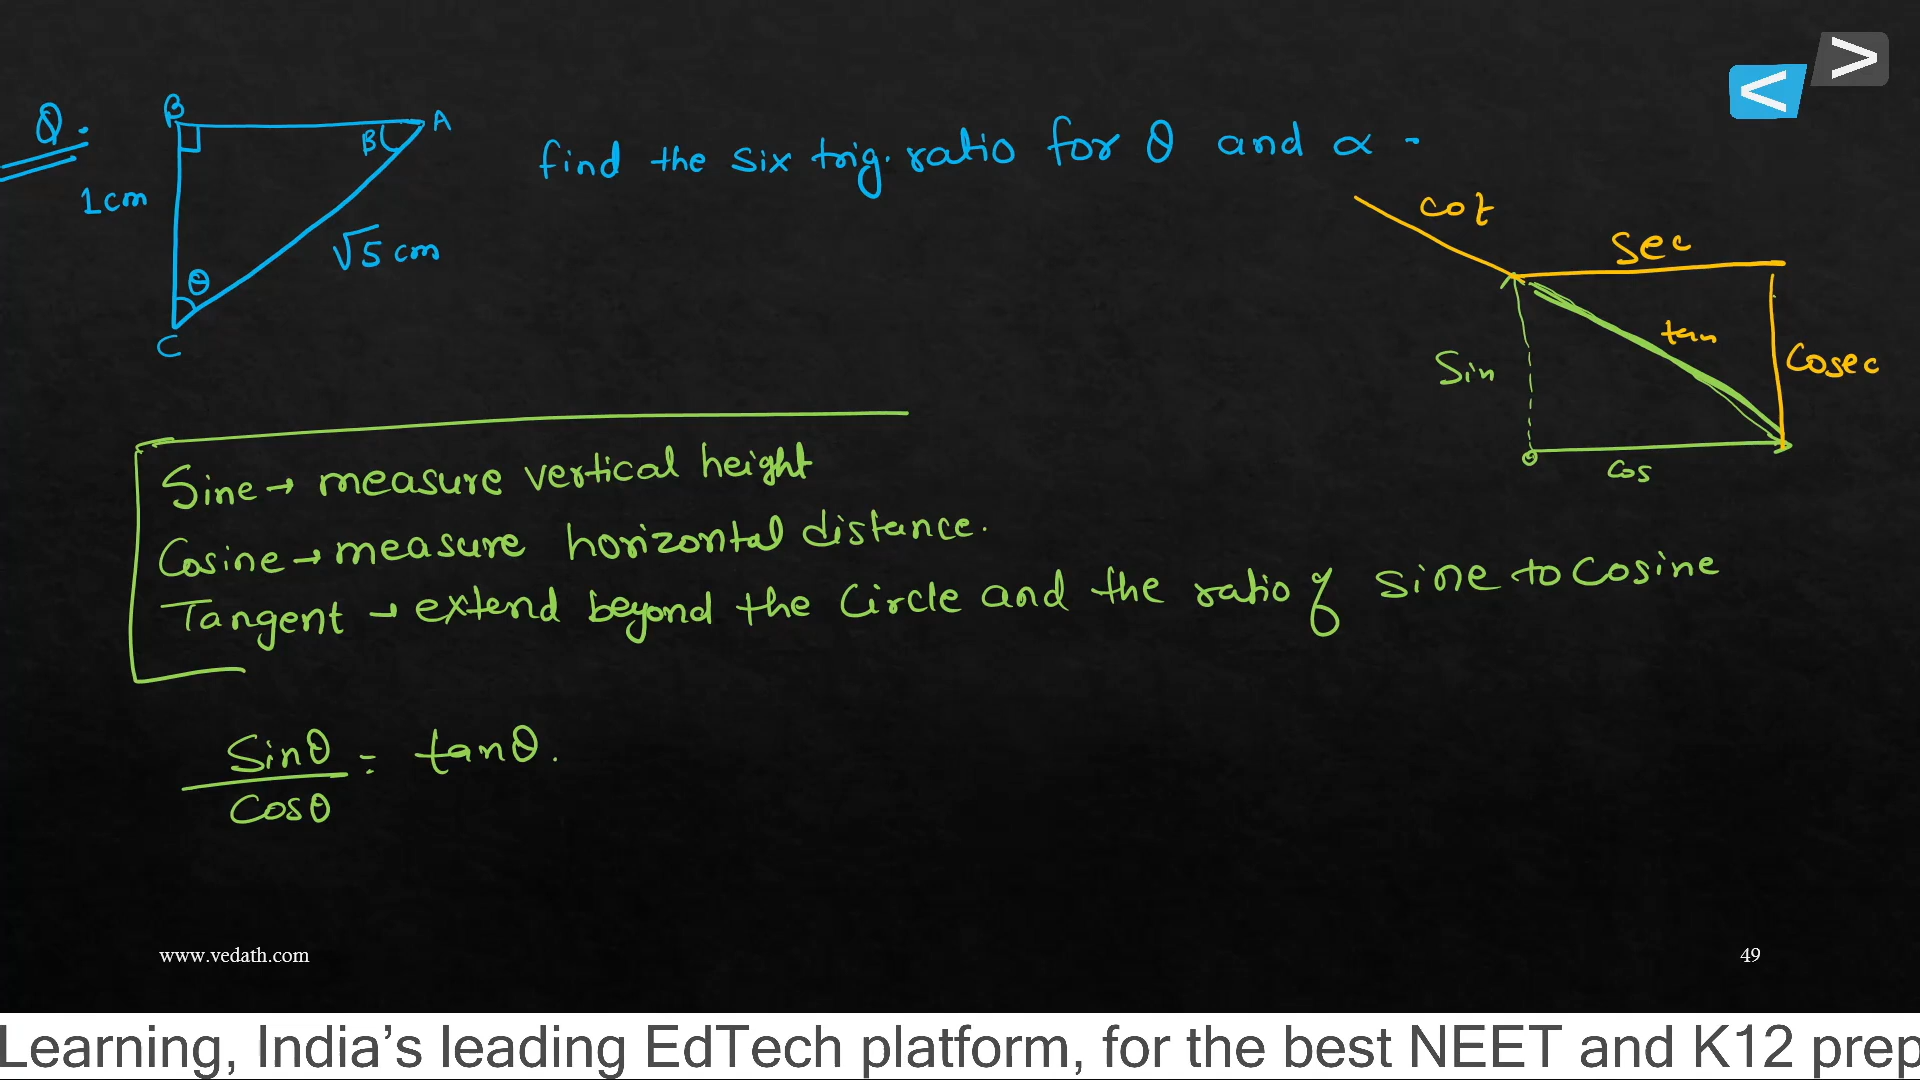 Q.
B
A
B
1cm
√5 cm
θ
C
find the six trig. ratio for θ and α -
cot
Sec
tan
Cosec
Sin
Cos
Sine → measure vertical height
Cosine → measure horizontal distance.
Tangent → extend beyond the Circle and the ratio of sine to Cosine
Sinθ
Cosθ
= tanθ.
www.vedath.com
49
Learning, India’s leading EdTech platform, for the best NEET and K12 prep